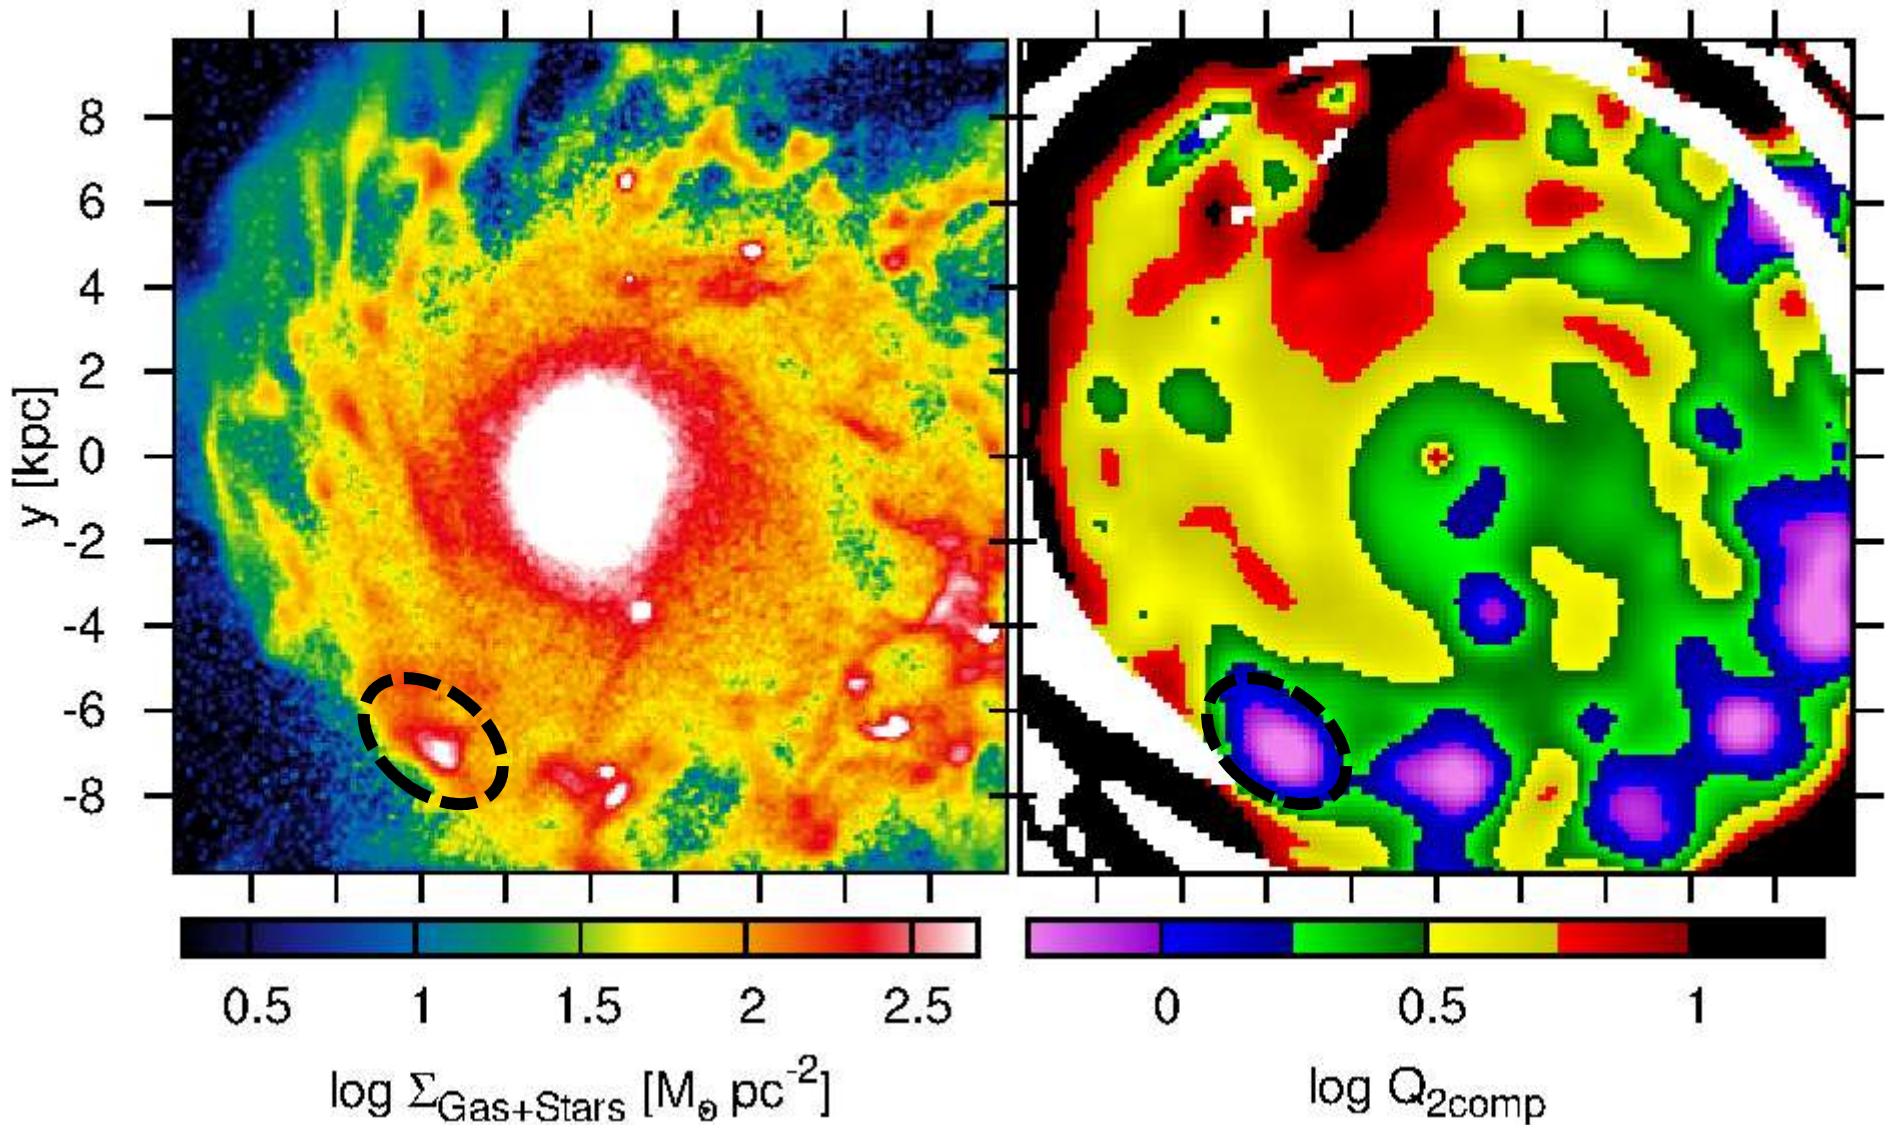 8
6
4
2
0
-2
-4
-6
-8
y [kpc]
0.5 1 1.5 2 2.5
0 0.5 1
log Σ_Gas+Stars [M_⊙ pc^-2]
log Q_2comp